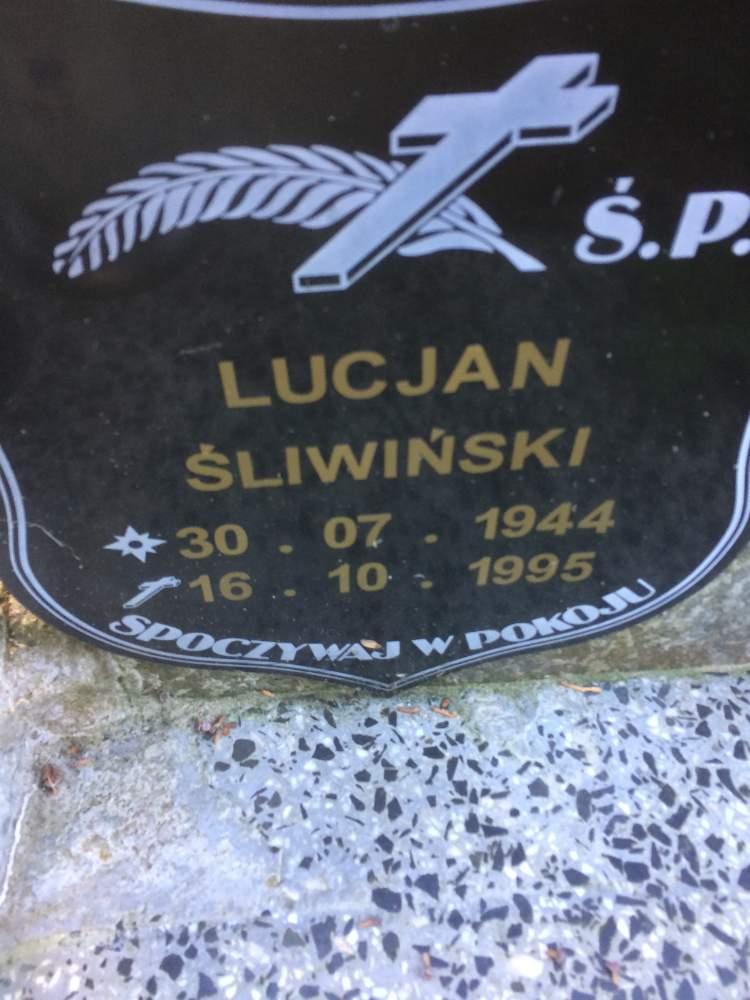 Ś.P.
LUCJAN
ŚLIWIŃSKI
30 . 07 . 1944
16 . 10 . 1995
SPOCZYWAJ W POKOJU